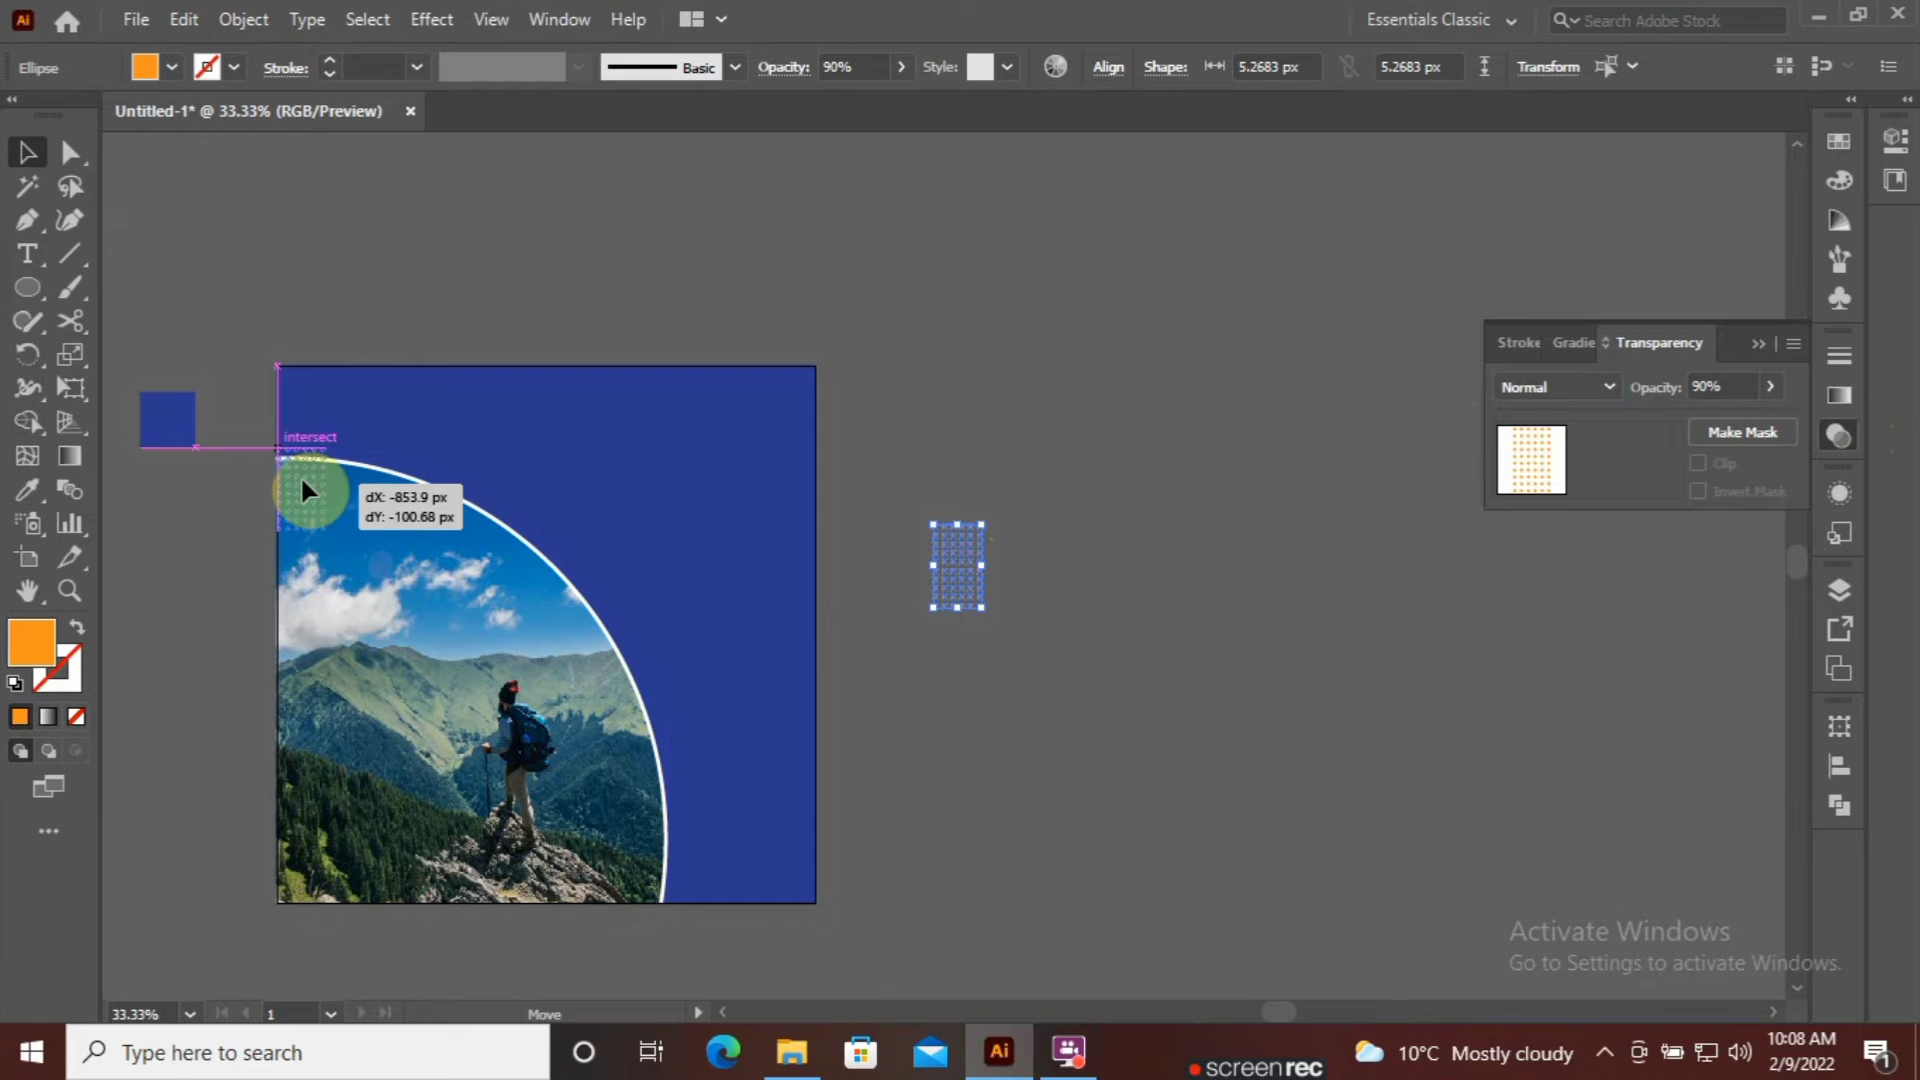 Ai File Edit Object Type Select Effect View Window Help Essentials Classic Search Adobe Stock
Ellipse Stroke: Basic Opacity: 90% Style: Align Shape: 5.2683 px 5.2683 px Transform
Untitled-1* @ 33.33% (RGB/Preview)
Stroke Gradie Transparency
Normal Opacity: 90%
Make Mask
Clip
Invert Mask
intersect
dX: -853.9 px
dY: -100.68 px
Activate Windows
Go to Settings to activate Windows.
33.33% 1 Move
Type here to search Ai screenrec 10°C Mostly cloudy 10:08 AM
2/9/2022 1